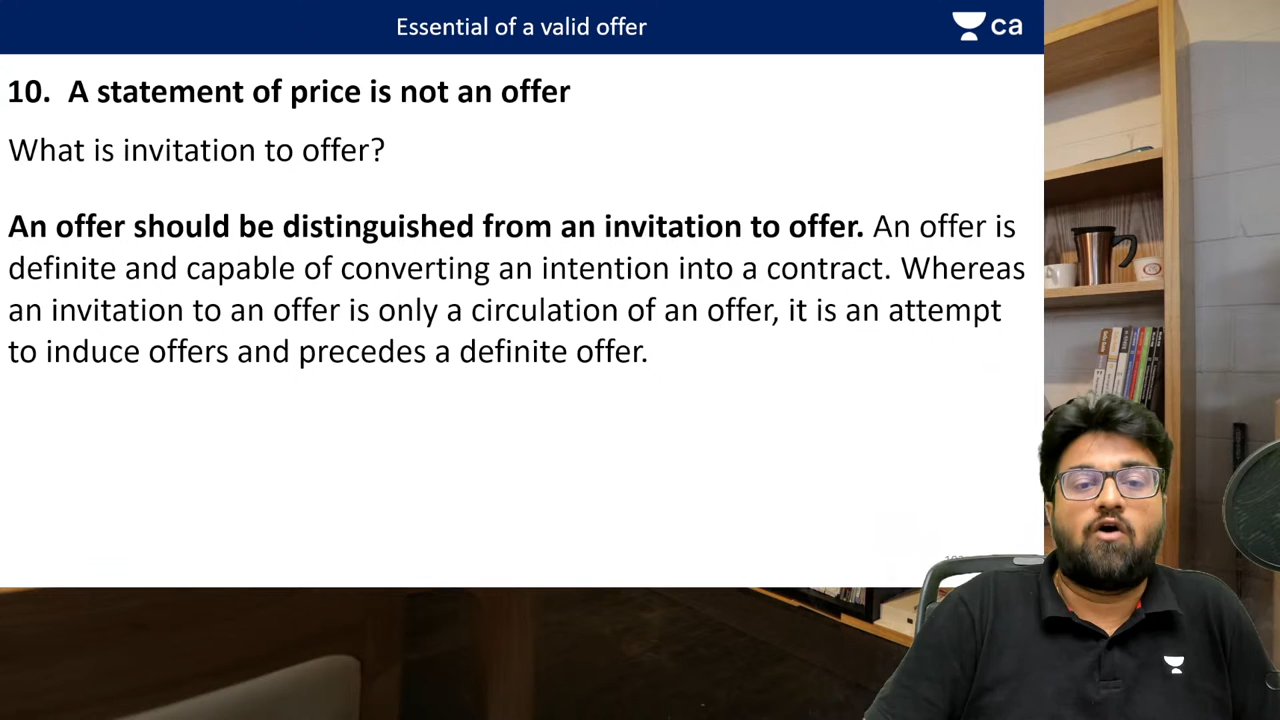 Essential of a valid offer
ca
10. A statement of price is not an offer
What is invitation to offer?
An offer should be distinguished from an invitation to offer. An offer is
definite and capable of converting an intention into a contract. Whereas
an invitation to an offer is only a circulation of an offer, it is an attempt
to induce offers and precedes a definite offer.